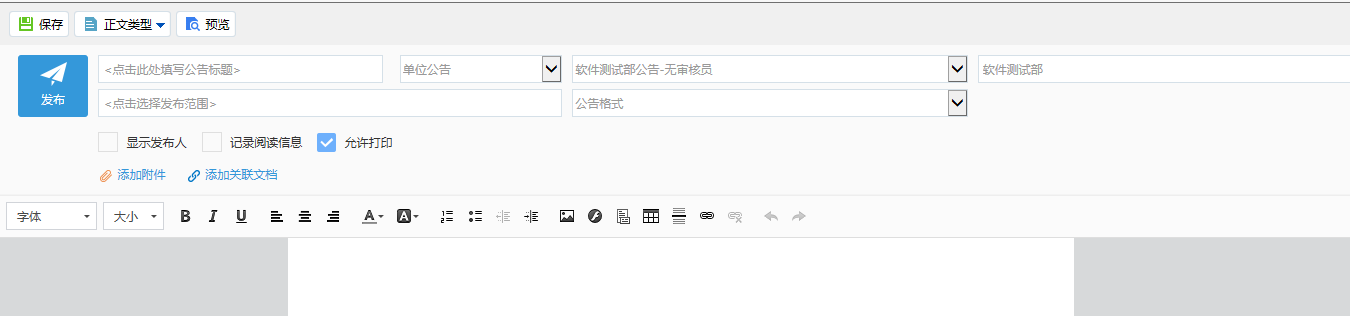 保存 正文类型 预览
发布 <点击此处填写公告标题> 单位公告 软件测试部公告-无审核员 软件测试部
<点击选择发布范围> 公告格式
显示发布人 记录阅读信息 允许打印
添加附件 添加关联文档
字体 大小 B I U A A